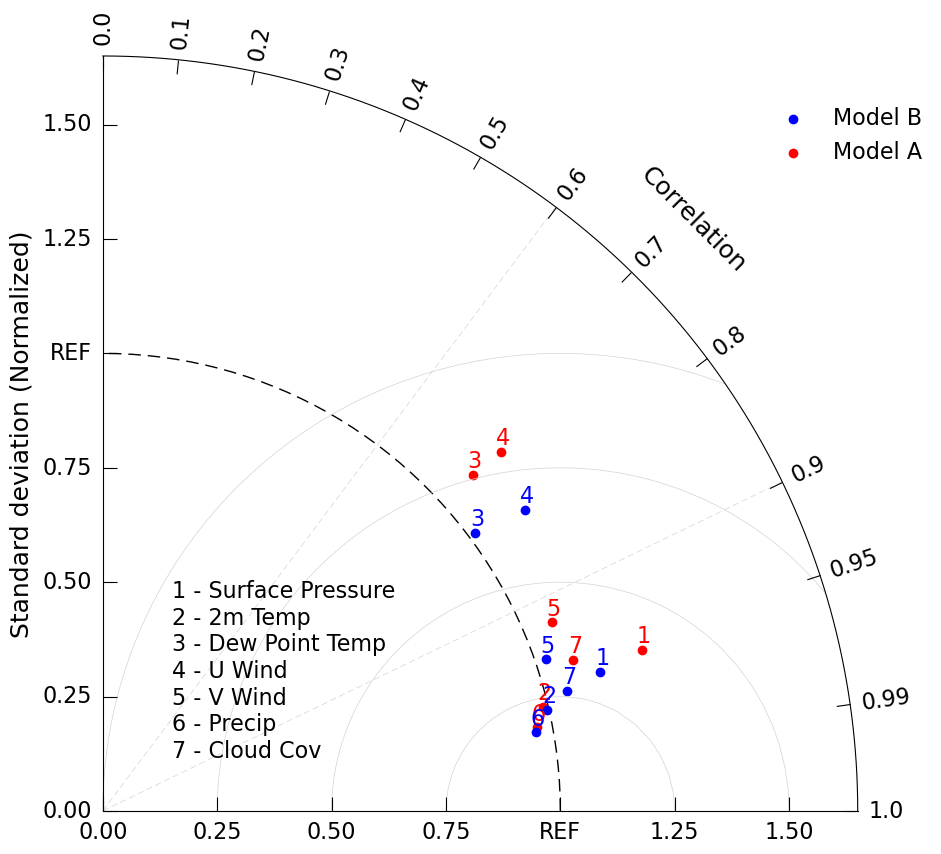 0.0
0.1
0.2
0.3
0.4
0.5
0.6
0.7
0.8
0.9
0.95
0.99
1.0
Correlation
Model B
Model A
Standard deviation (Normalized)
1.50
1.25
REF
0.75
0.50
0.25
0.00
4
3
4
3
5
1
7
5
1
7
2
2
6
6
1 - Surface Pressure
2 - 2m Temp
3 - Dew Point Temp
4 - U Wind
5 - V Wind
6 - Precip
7 - Cloud Cov
0.00 0.25 0.50 0.75 REF 1.25 1.50